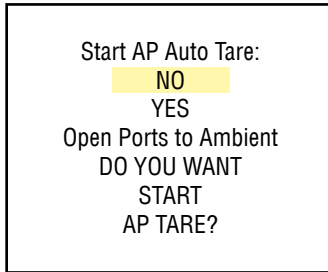 Start AP Auto Tare:
NO
YES
Open Ports to Ambient
DO YOU WANT
START
AP TARE?